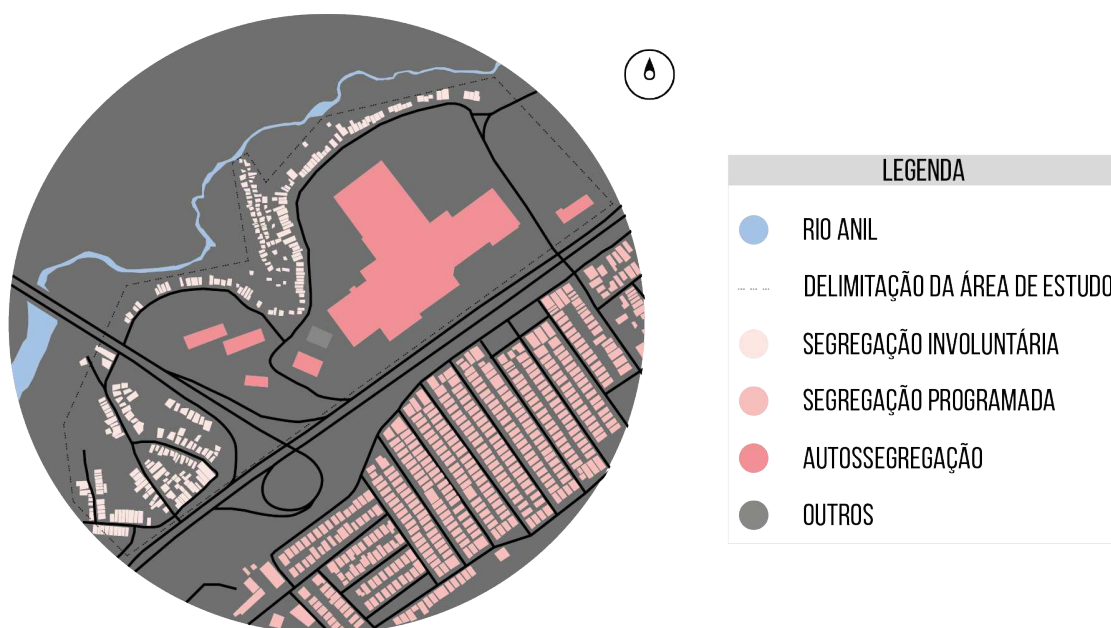 LEGENDA
RIO ANIL
DELIMITAÇÃO DA ÁREA DE ESTUDO
SEGREGAÇÃO INVOLUNTÁRIA
SEGREGAÇÃO PROGRAMADA
AUTOSSEGREGAÇÃO
OUTROS